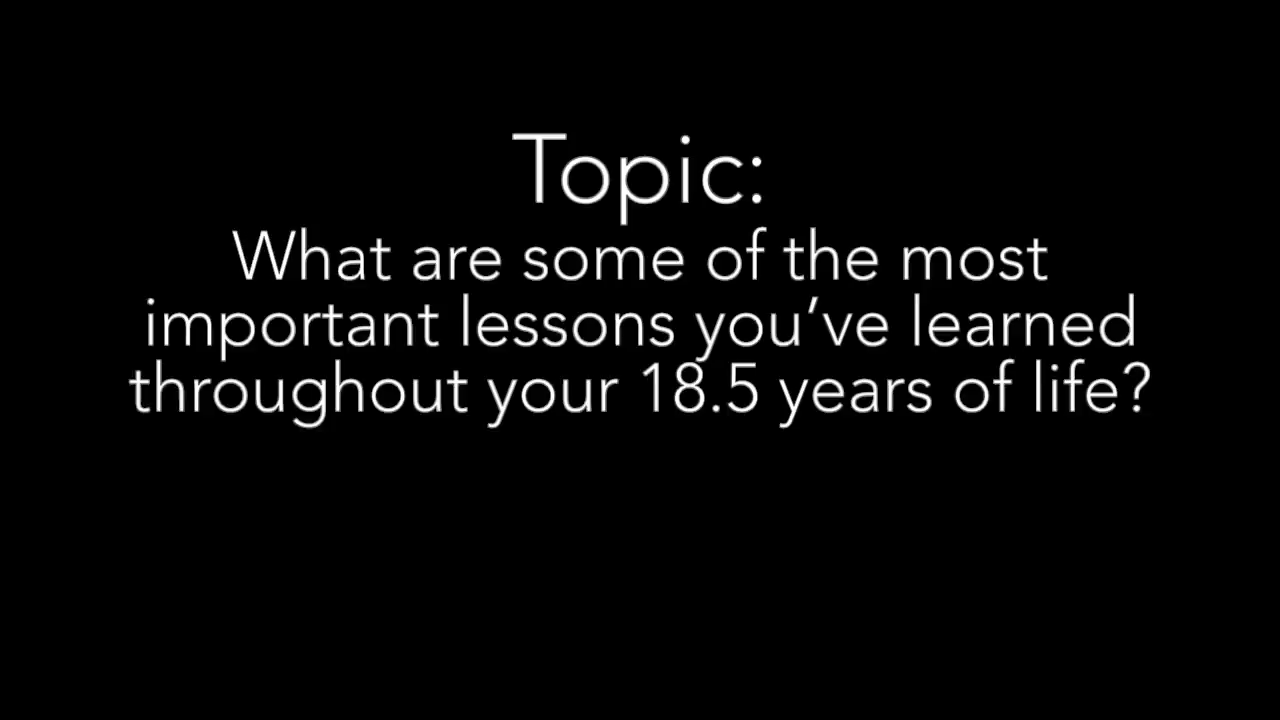 Topic:
What are some of the most
important lessons you’ve learned
throughout your 18.5 years of life?